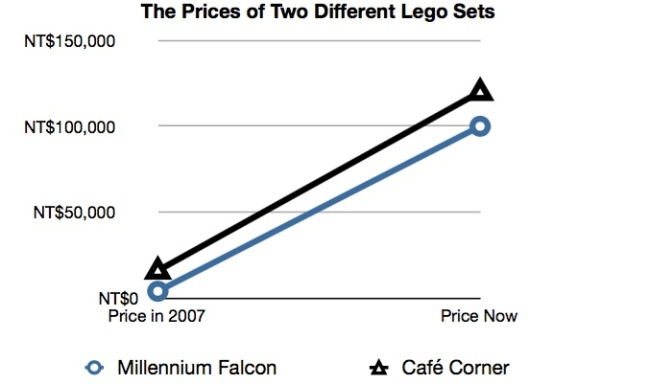 The Prices of Two Different Lego Sets
NT$150,000
NT$100,000
NT$50,000
NT$0
Price in 2007
Price Now
Millennium Falcon
Café Corner